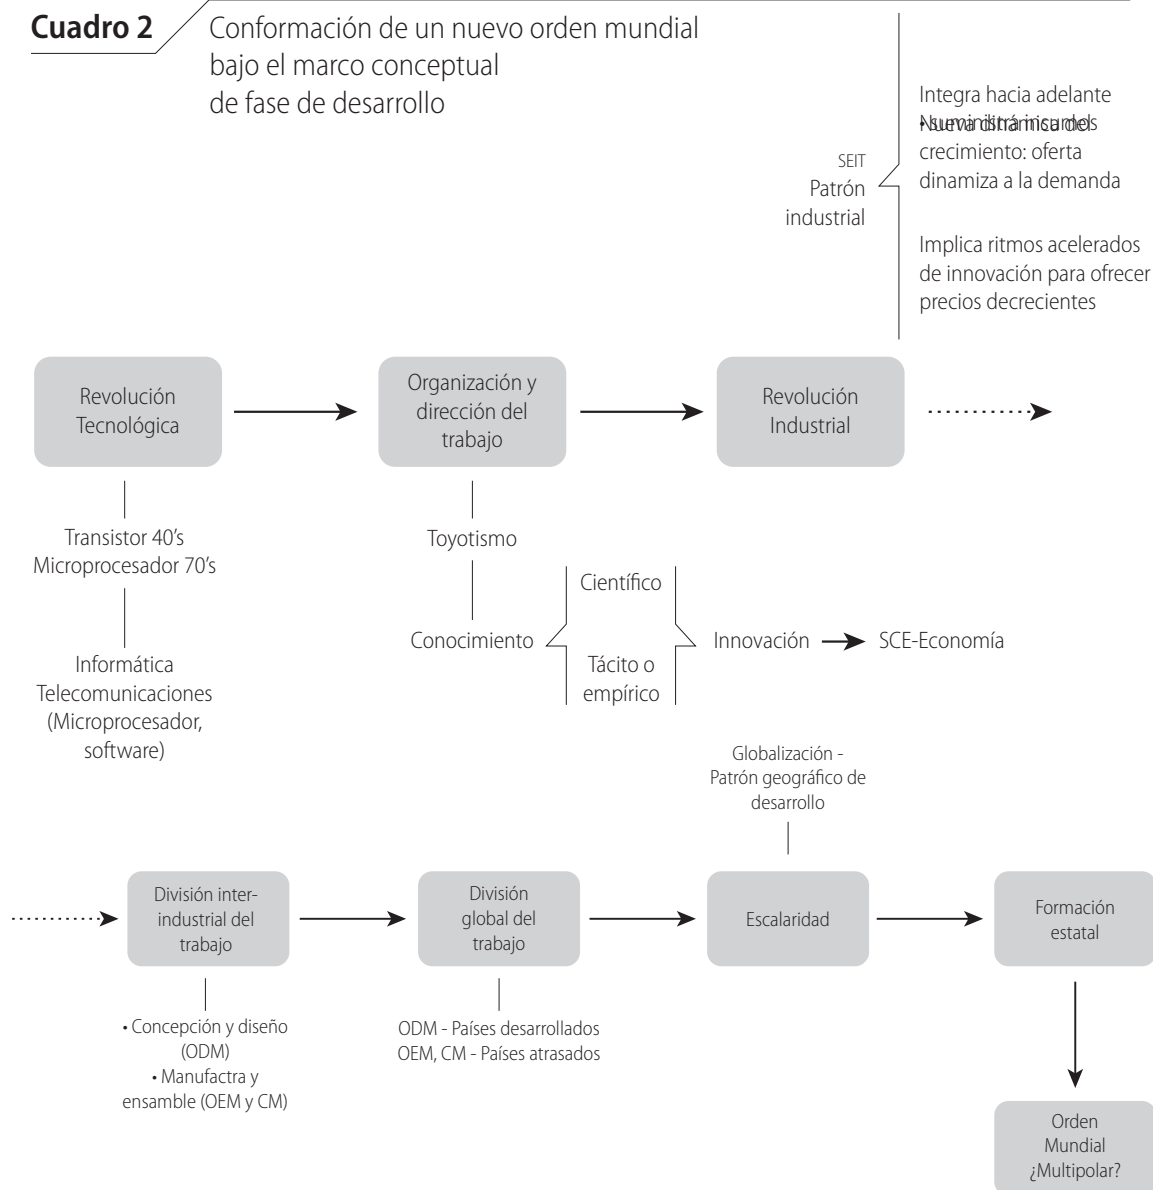 Cuadro 2
Conformación de un nuevo orden mundial
bajo el marco conceptual
de fase de desarrollo
SEIT
Patrón
industrial
Integra hacia adelante
crecimiento: oferta
dinamiza a la demanda
Implica ritmos acelerados
de innovación para ofrecer
precios decrecientes
Revolución
Tecnológica
Organización y
dirección del
trabajo
Revolución
Industrial
Transistor 40's
Microprocesador 70's
Informática
Telecomunicaciones
(Microprocesador,
software)
Toyotismo
Conocimiento
Científico
Tácito o
empírico
Innovación
SCE-Economía
Globalización -
Patrón geográfico de
desarrollo
División inter-
industrial del
trabajo
División
global del
trabajo
Escalaridad
Formación
estatal
• Concepción y diseño
(ODM)
• Manufactra y
ensamble (OEM y CM)
ODM - Países desarrollados
OEM, CM - Países atrasados
Orden
Mundial
¿Multipolar?